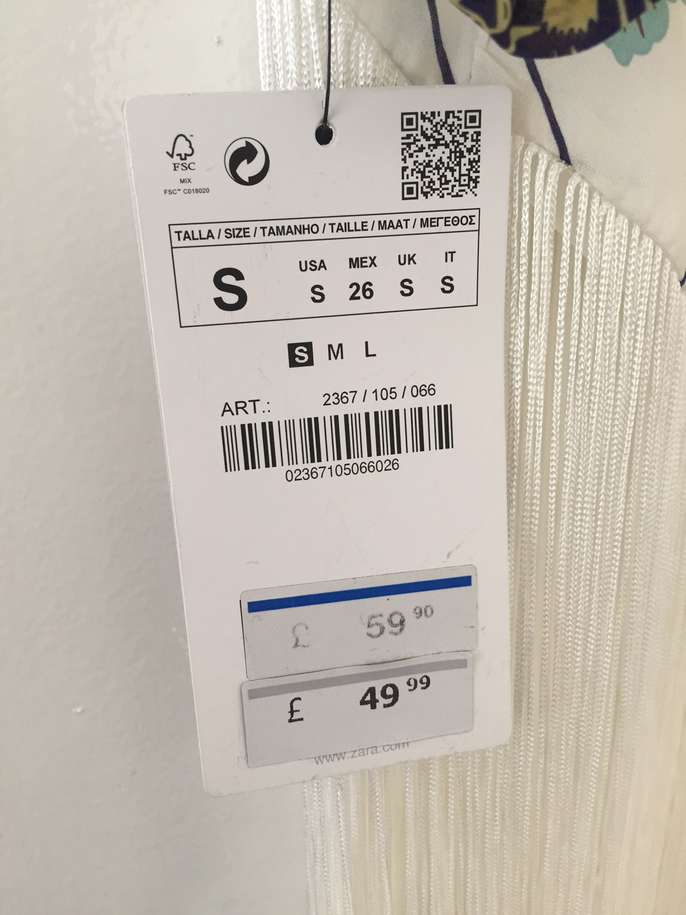 FSC™
MIX
FSC™ C018020
TALLA / SIZE / TAMANHO / TAILLE / MAAT / ΜΕΓΕΘΟΣ
S
USA MEX UK IT
S 26 S S
S M L
ART.: 2367 / 105 / 066
02367105066026
£ 59 90
£ 49 99
www.zara.com